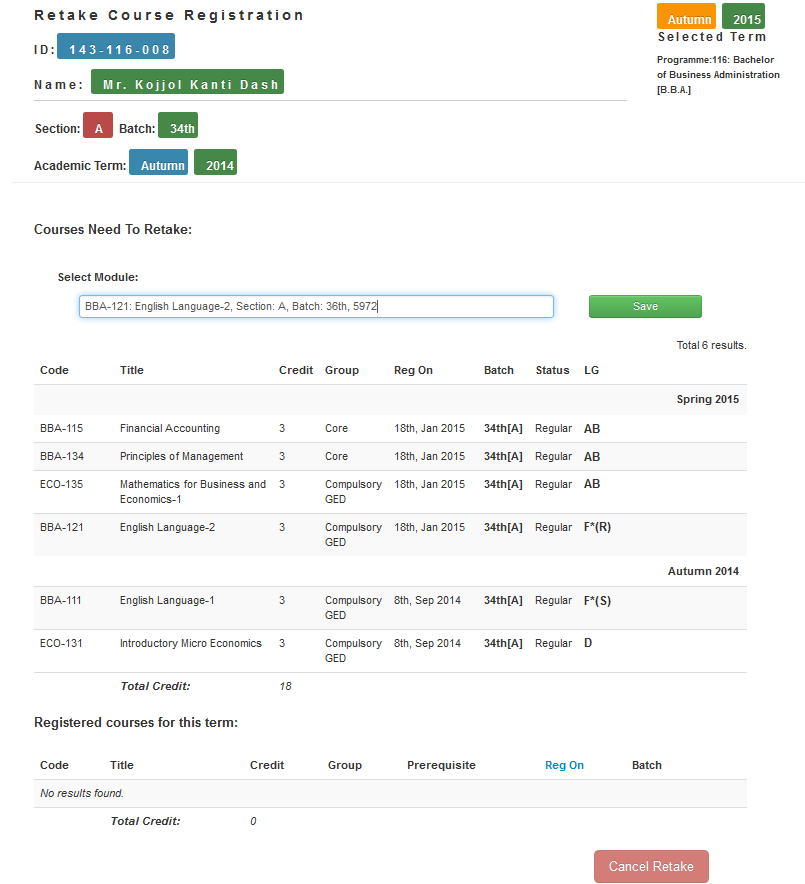 Retake Course Registration
Autumn 2015
Selected Term
ID: 143-116-008
Programme:116: Bachelor
of Business Administration
[B.B.A.]
Name: Mr. Kojjol Kanti Dash
Section: A Batch: 34th
Academic Term: Autumn 2014
Courses Need To Retake:
Select Module:
BBA-121: English Language-2, Section: A, Batch: 36th, 5972
Save
Total 6 results.
Code Title Credit Group Reg On Batch Status LG
Spring 2015
BBA-115 Financial Accounting 3 Core 18th, Jan 2015 34th[A] Regular AB
BBA-134 Principles of Management 3 Core 18th, Jan 2015 34th[A] Regular AB
ECO-135 Mathematics for Business and 3 Compulsory 18th, Jan 2015 34th[A] Regular AB
Economics-1 GED
BBA-121 English Language-2 3 Compulsory 18th, Jan 2015 34th[A] Regular F*(R)
GED
Autumn 2014
BBA-111 English Language-1 3 Compulsory 8th, Sep 2014 34th[A] Regular F*(S)
GED
ECO-131 Introductory Micro Economics 3 Compulsory 8th, Sep 2014 34th[A] Regular D
GED
Total Credit: 18
Registered courses for this term:
Code Title Credit Group Prerequisite Reg On Batch
No results found.
Total Credit: 0
Cancel Retake